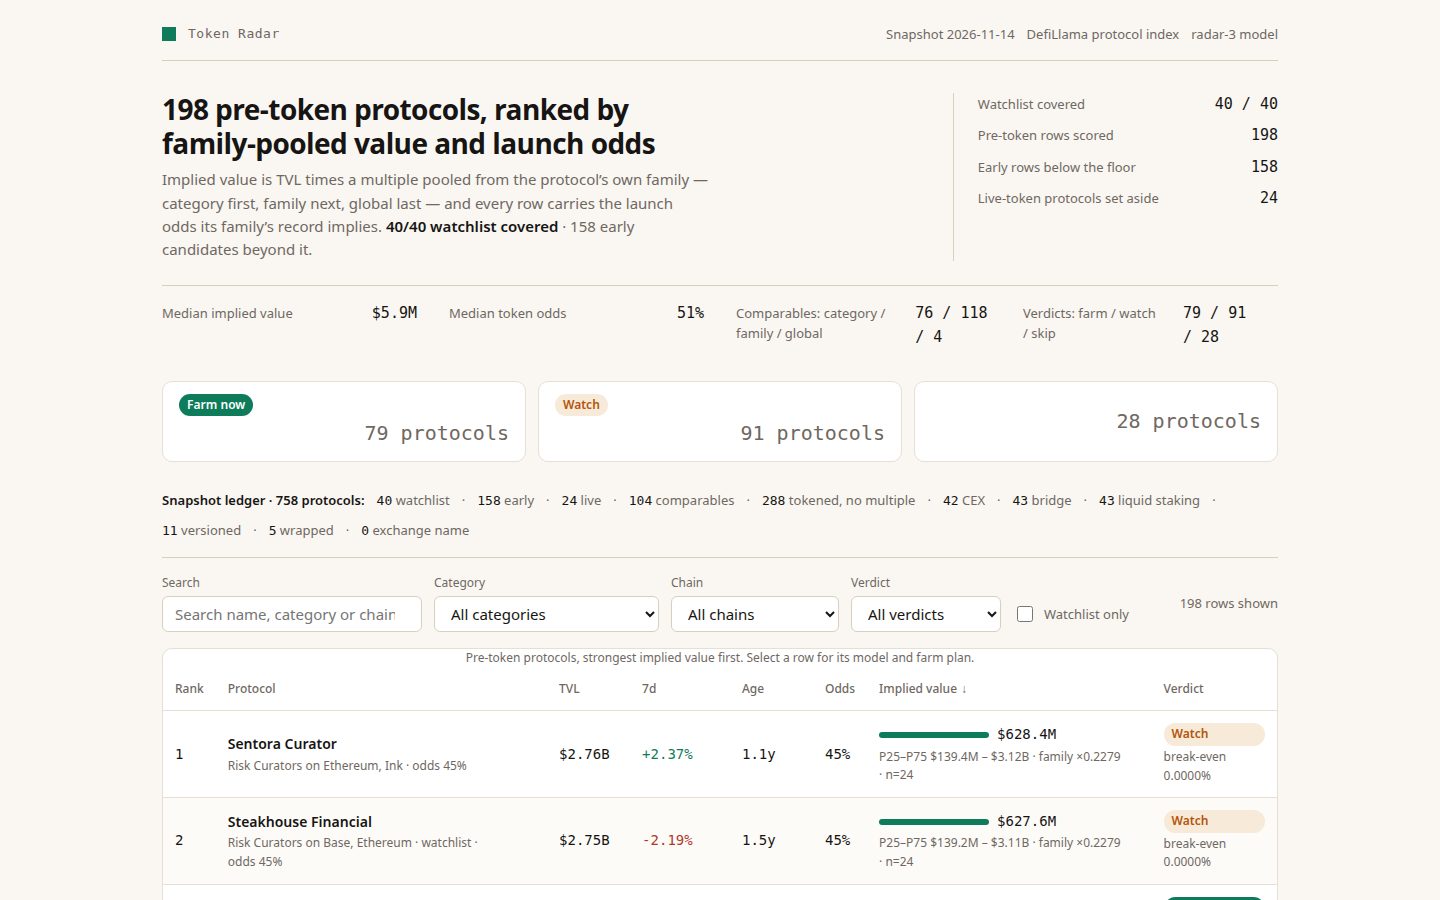 Token Radar
Snapshot 2026-11-14 DefiLlama protocol index radar-3 model
198 pre-token protocols, ranked by
family-pooled value and launch odds
Implied value is TVL times a multiple pooled from the protocol’s own family —
category first, family next, global last — and every row carries the launch
odds its family’s record implies. 40/40 watchlist covered · 158 early
candidates beyond it.
Watchlist covered 40 / 40
Pre-token rows scored 198
Early rows below the floor 158
Live-token protocols set aside 24
Median implied value $5.9M
Median token odds 51%
Comparables: category /
family / global
76 / 118
/ 4
Verdicts: farm / watch
/ skip
79 / 91
/ 28
Farm now
79 protocols
Watch
91 protocols
28 protocols
Snapshot ledger · 758 protocols: 40 watchlist · 158 early · 24 live · 104 comparables · 288 tokened, no multiple · 42 CEX · 43 bridge · 43 liquid staking ·
11 versioned · 5 wrapped · 0 exchange name
Search
Search name, category or chain
Category
All categories
Chain
All chains
Verdict
All verdicts
Watchlist only
198 rows shown
Pre-token protocols, strongest implied value first. Select a row for its model and farm plan.
Rank Protocol TVL 7d Age Odds Implied value ↓ Verdict
1
Sentora Curator
Risk Curators on Ethereum, Ink · odds 45%
$2.76B
+2.37%
1.1y
45%
$628.4M
P25–P75 $139.4M – $3.12B · family ×0.2279
· n=24
Watch
break-even
0.0000%
2
Steakhouse Financial
Risk Curators on Base, Ethereum · watchlist ·
odds 45%
$2.75B
-2.19%
1.5y
45%
$627.6M
P25–P75 $139.2M – $3.11B · family ×0.2279
· n=24
Watch
break-even
0.0000%